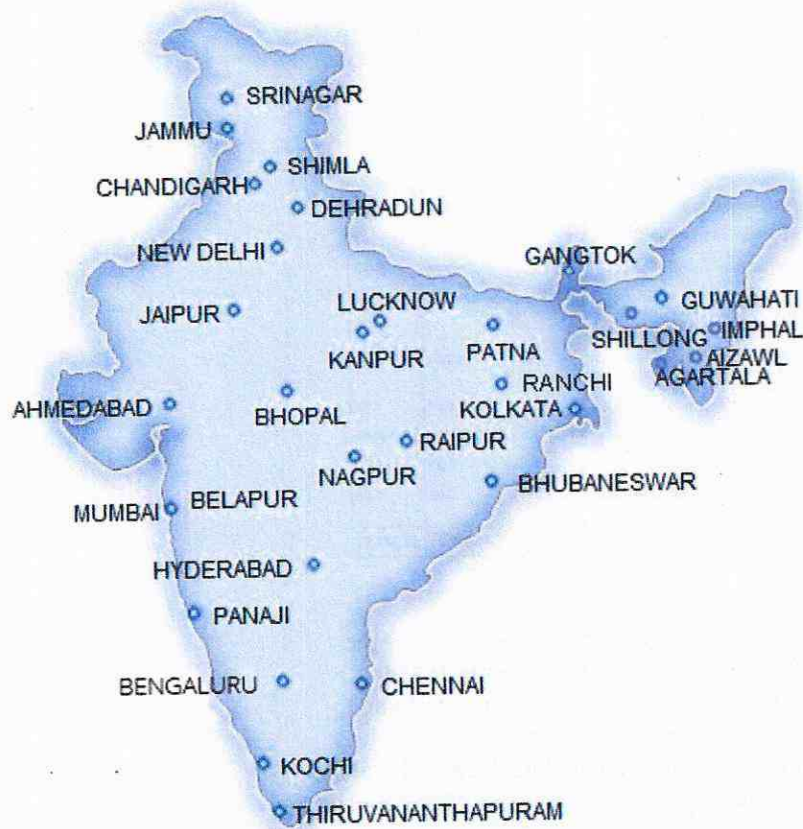 SRINAGAR
JAMMU
SHIMLA
CHANDIGARH
DEHRADUN
NEW DELHI
GANGTOK
JAIPUR
LUCKNOW
GUWAHATI
KANPUR
PATNA
SHILLONG
IMPHAL
AIZAWL
AGARTALA
RANCHI
AHMEDABAD
BHOPAL
KOLKATA
RAIPUR
NAGPUR
BHUBANESWAR
BELAPUR
MUMBAI
HYDERABAD
PANAJI
BENGALURU
CHENNAI
KOCHI
THIRUVANANTHAPURAM